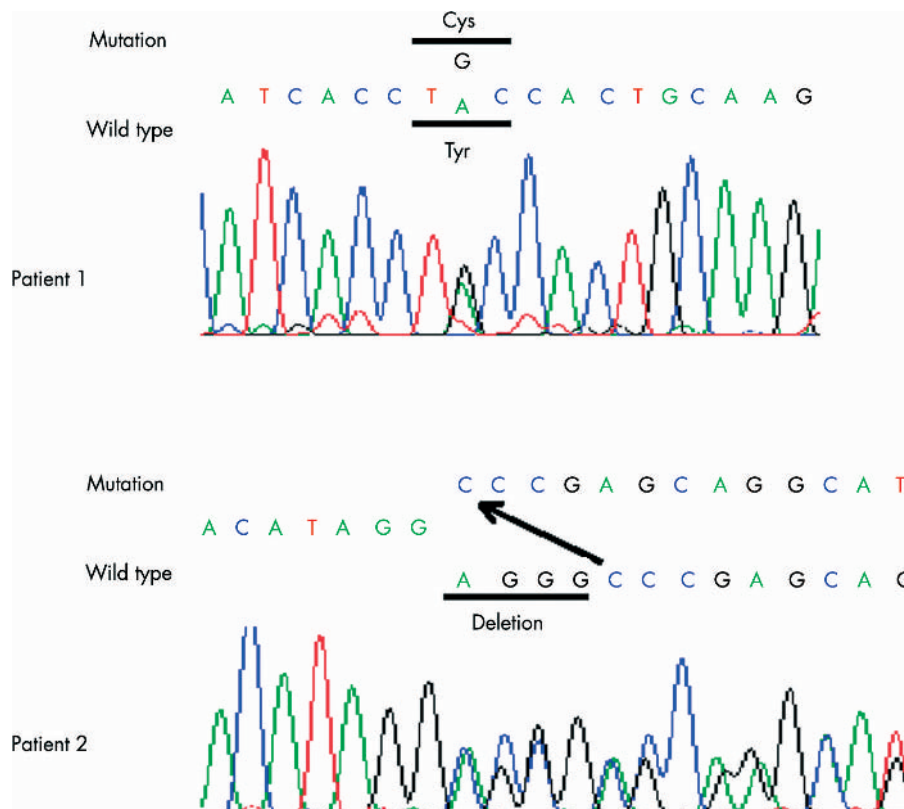 Cys
Mutation
G
A T C A C C T A C C A C T G C A A G
Wild type
Tyr
Patient 1
Mutation
C C C G A G C A G G C A T
A C A T A G G
Wild type
A G G G C C C G A G C A G
Deletion
Patient 2